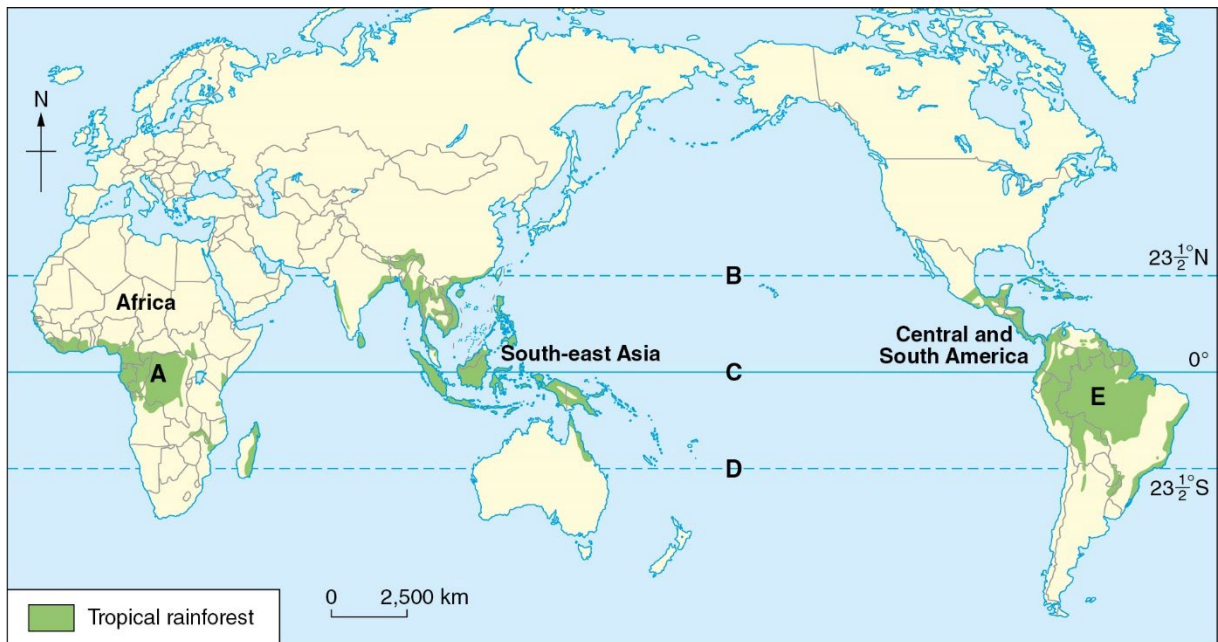 N
B
23½°N
Africa
Central and
South America
South-east Asia
A
C
0°
E
D
23½°S
Tropical rainforest
0 2,500 km